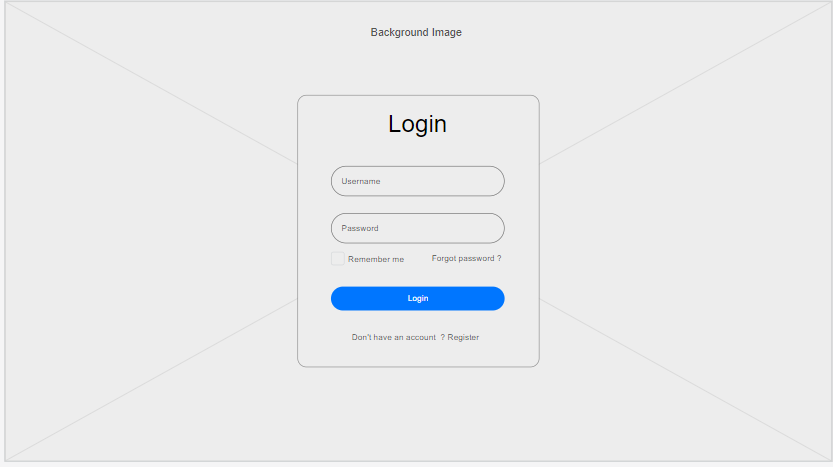 Background Image
Login
Username
Password
Remember me
Forgot password ?
Login
Don't have an account ? Register